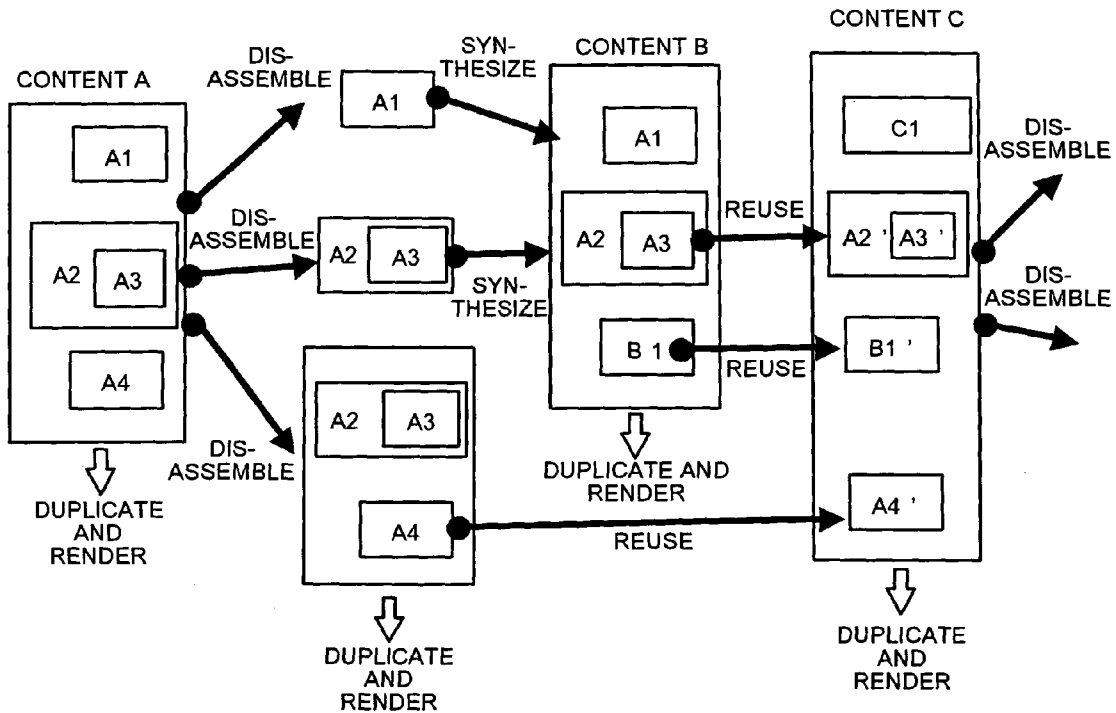 CONTENT A
A1
A2
A3
A4
DUPLICATE
AND
RENDER
DIS-
ASSEMBLE
DIS-
ASSEMBLE
DIS-
ASSEMBLE
A1
A2
A3
A2
A3
A4
DUPLICATE
AND
RENDER
SYN-
THESIZE
SYN-
THESIZE
CONTENT B
A1
A2
A3
B 1
DUPLICATE AND
RENDER
REUSE
REUSE
REUSE
CONTENT C
C1
A2 ' A3 '
B1 '
A4 '
DUPLICATE
AND
RENDER
DIS-
ASSEMBLE
DIS-
ASSEMBLE